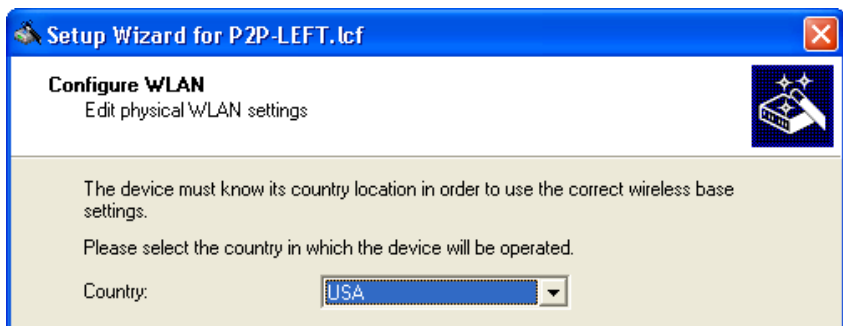 Setup Wizard for P2P-LEFT.lcf
Configure WLAN
Edit physical WLAN settings
The device must know its country location in order to use the correct wireless base
settings.
Please select the country in which the device will be operated.
Country:
USA